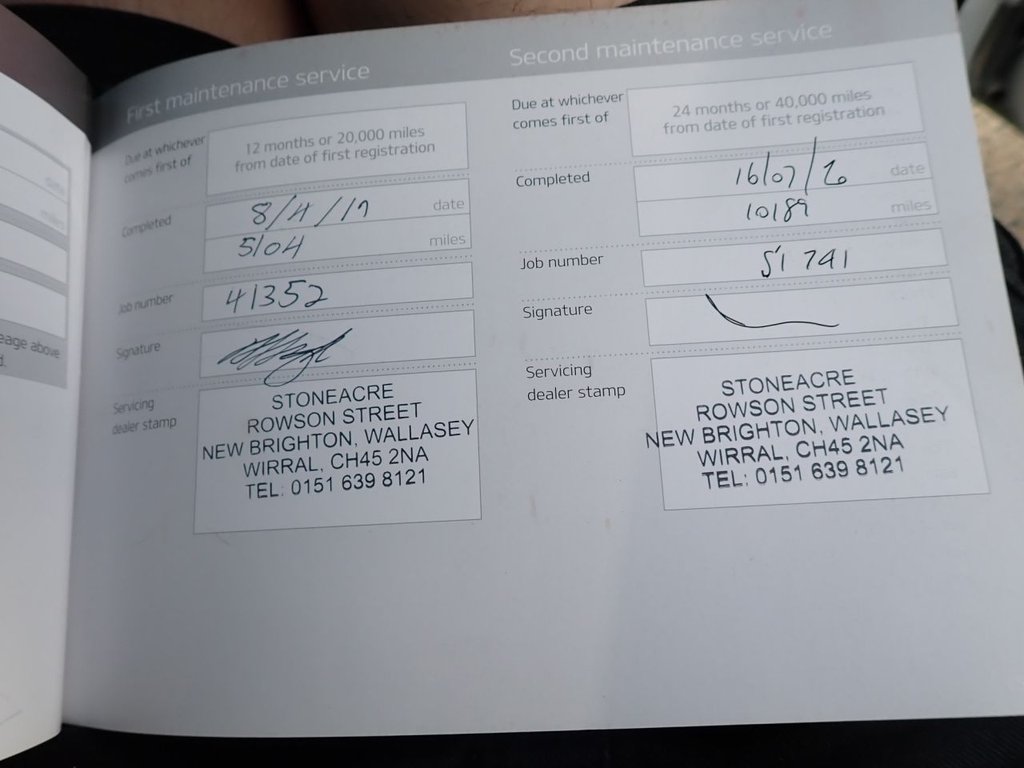 First maintenance service
Due at whichever
comes first of
12 months or 20,000 miles
from date of first registration
Completed
8/4/19 date
5104 miles
Job number
41352
Signature
Servicing
dealer stamp
STONEACRE
ROWSON STREET
NEW BRIGHTON, WALLASEY
WIRRAL, CH45 2NA
TEL: 0151 639 8121
Second maintenance service
Due at whichever
comes first of
24 months or 40,000 miles
from date of first registration
Completed
16/07/20 date
10189 miles
Job number
51741
Signature
Servicing
dealer stamp
STONEACRE
ROWSON STREET
NEW BRIGHTON, WALLASEY
WIRRAL, CH45 2NA
TEL: 0151 639 8121